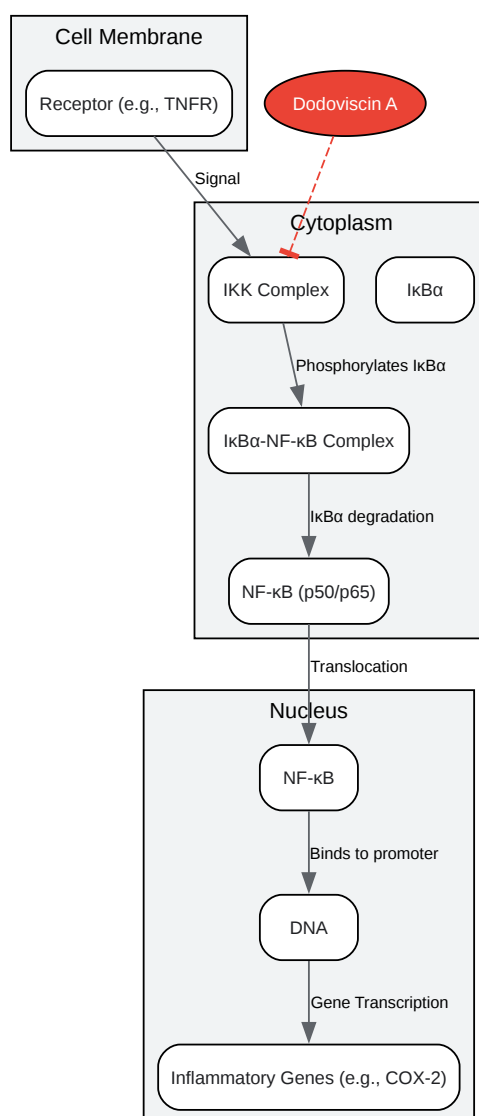 Cell Membrane
Receptor (e.g., TNFR)
Dodoviscin A
Signal
Cytoplasm
IKK Complex
IκBα
Phosphorylates IκBα
IκBα-NF-κB Complex
IκBα degradation
NF-κB (p50/p65)
Translocation
Nucleus
NF-κB
Binds to promoter
DNA
Gene Transcription
Inflammatory Genes (e.g., COX-2)